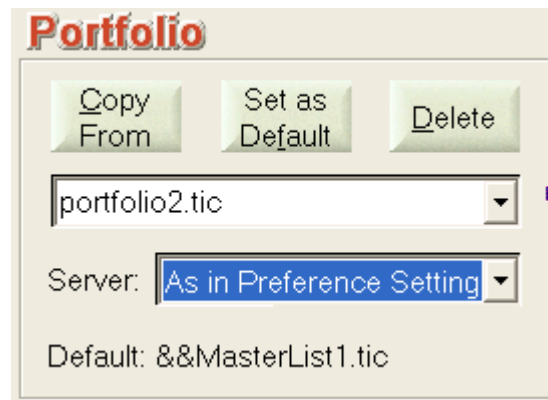 Portfolio
Copy From
Set as Default
Delete
portfolio2.tic
Server: As in Preference Setting
Default: &&MasterList1.tic